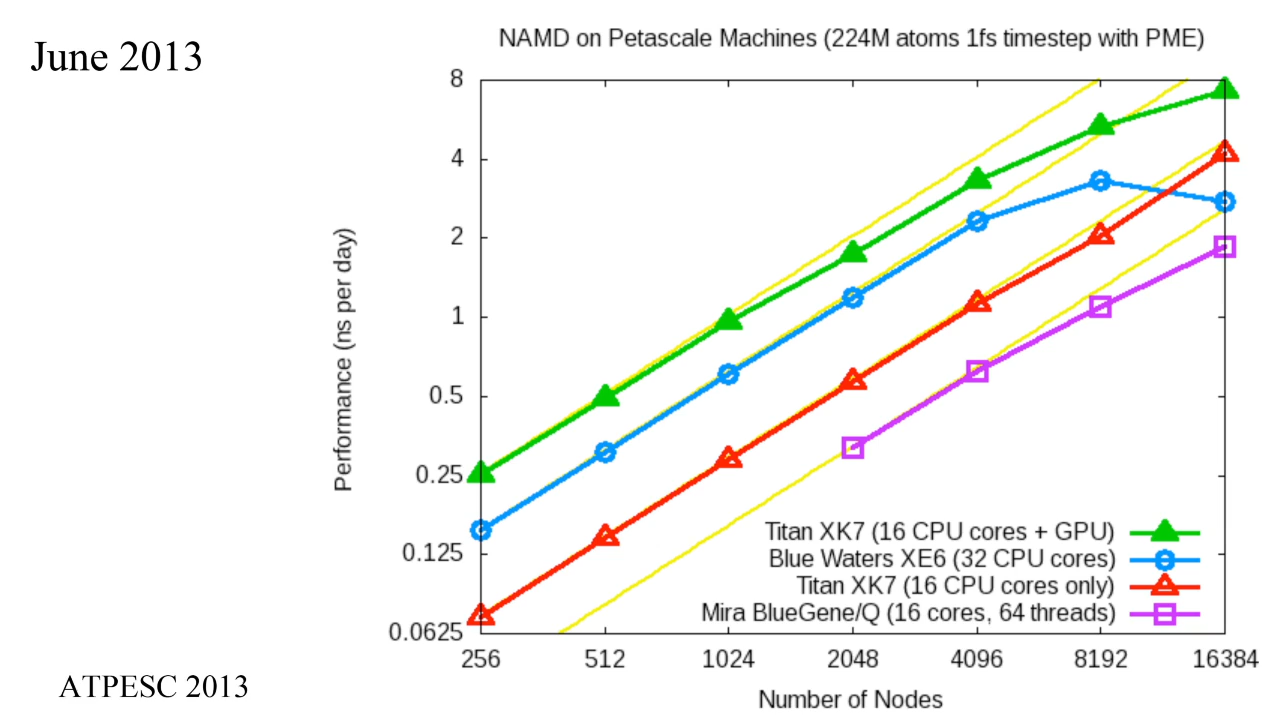 June 2013
NAMD on Petascale Machines (224M atoms 1fs timestep with PME)
8
4
2
1
0.5
0.25
0.125
0.0625
Performance (ns per day)
Titan XK7 (16 CPU cores + GPU)
Blue Waters XE6 (32 CPU cores)
Titan XK7 (16 CPU cores only)
Mira BlueGene/Q (16 cores, 64 threads)
256 512 1024 2048 4096 8192 16384
Number of Nodes
ATPESC 2013